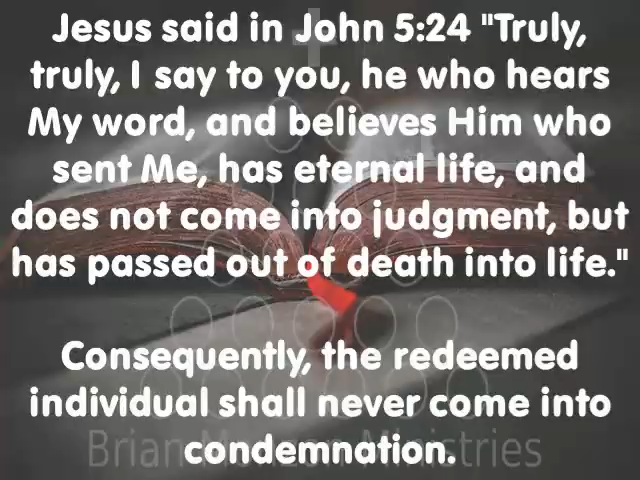 Jesus said in John 5:24 "Truly,
truly, I say to you, he who hears
My word, and believes Him who
sent Me, has eternal life, and
does not come into judgment, but
has passed out of death into life."
Consequently, the redeemed
individual shall never come into
condemnation.
Brian Monzon Ministries